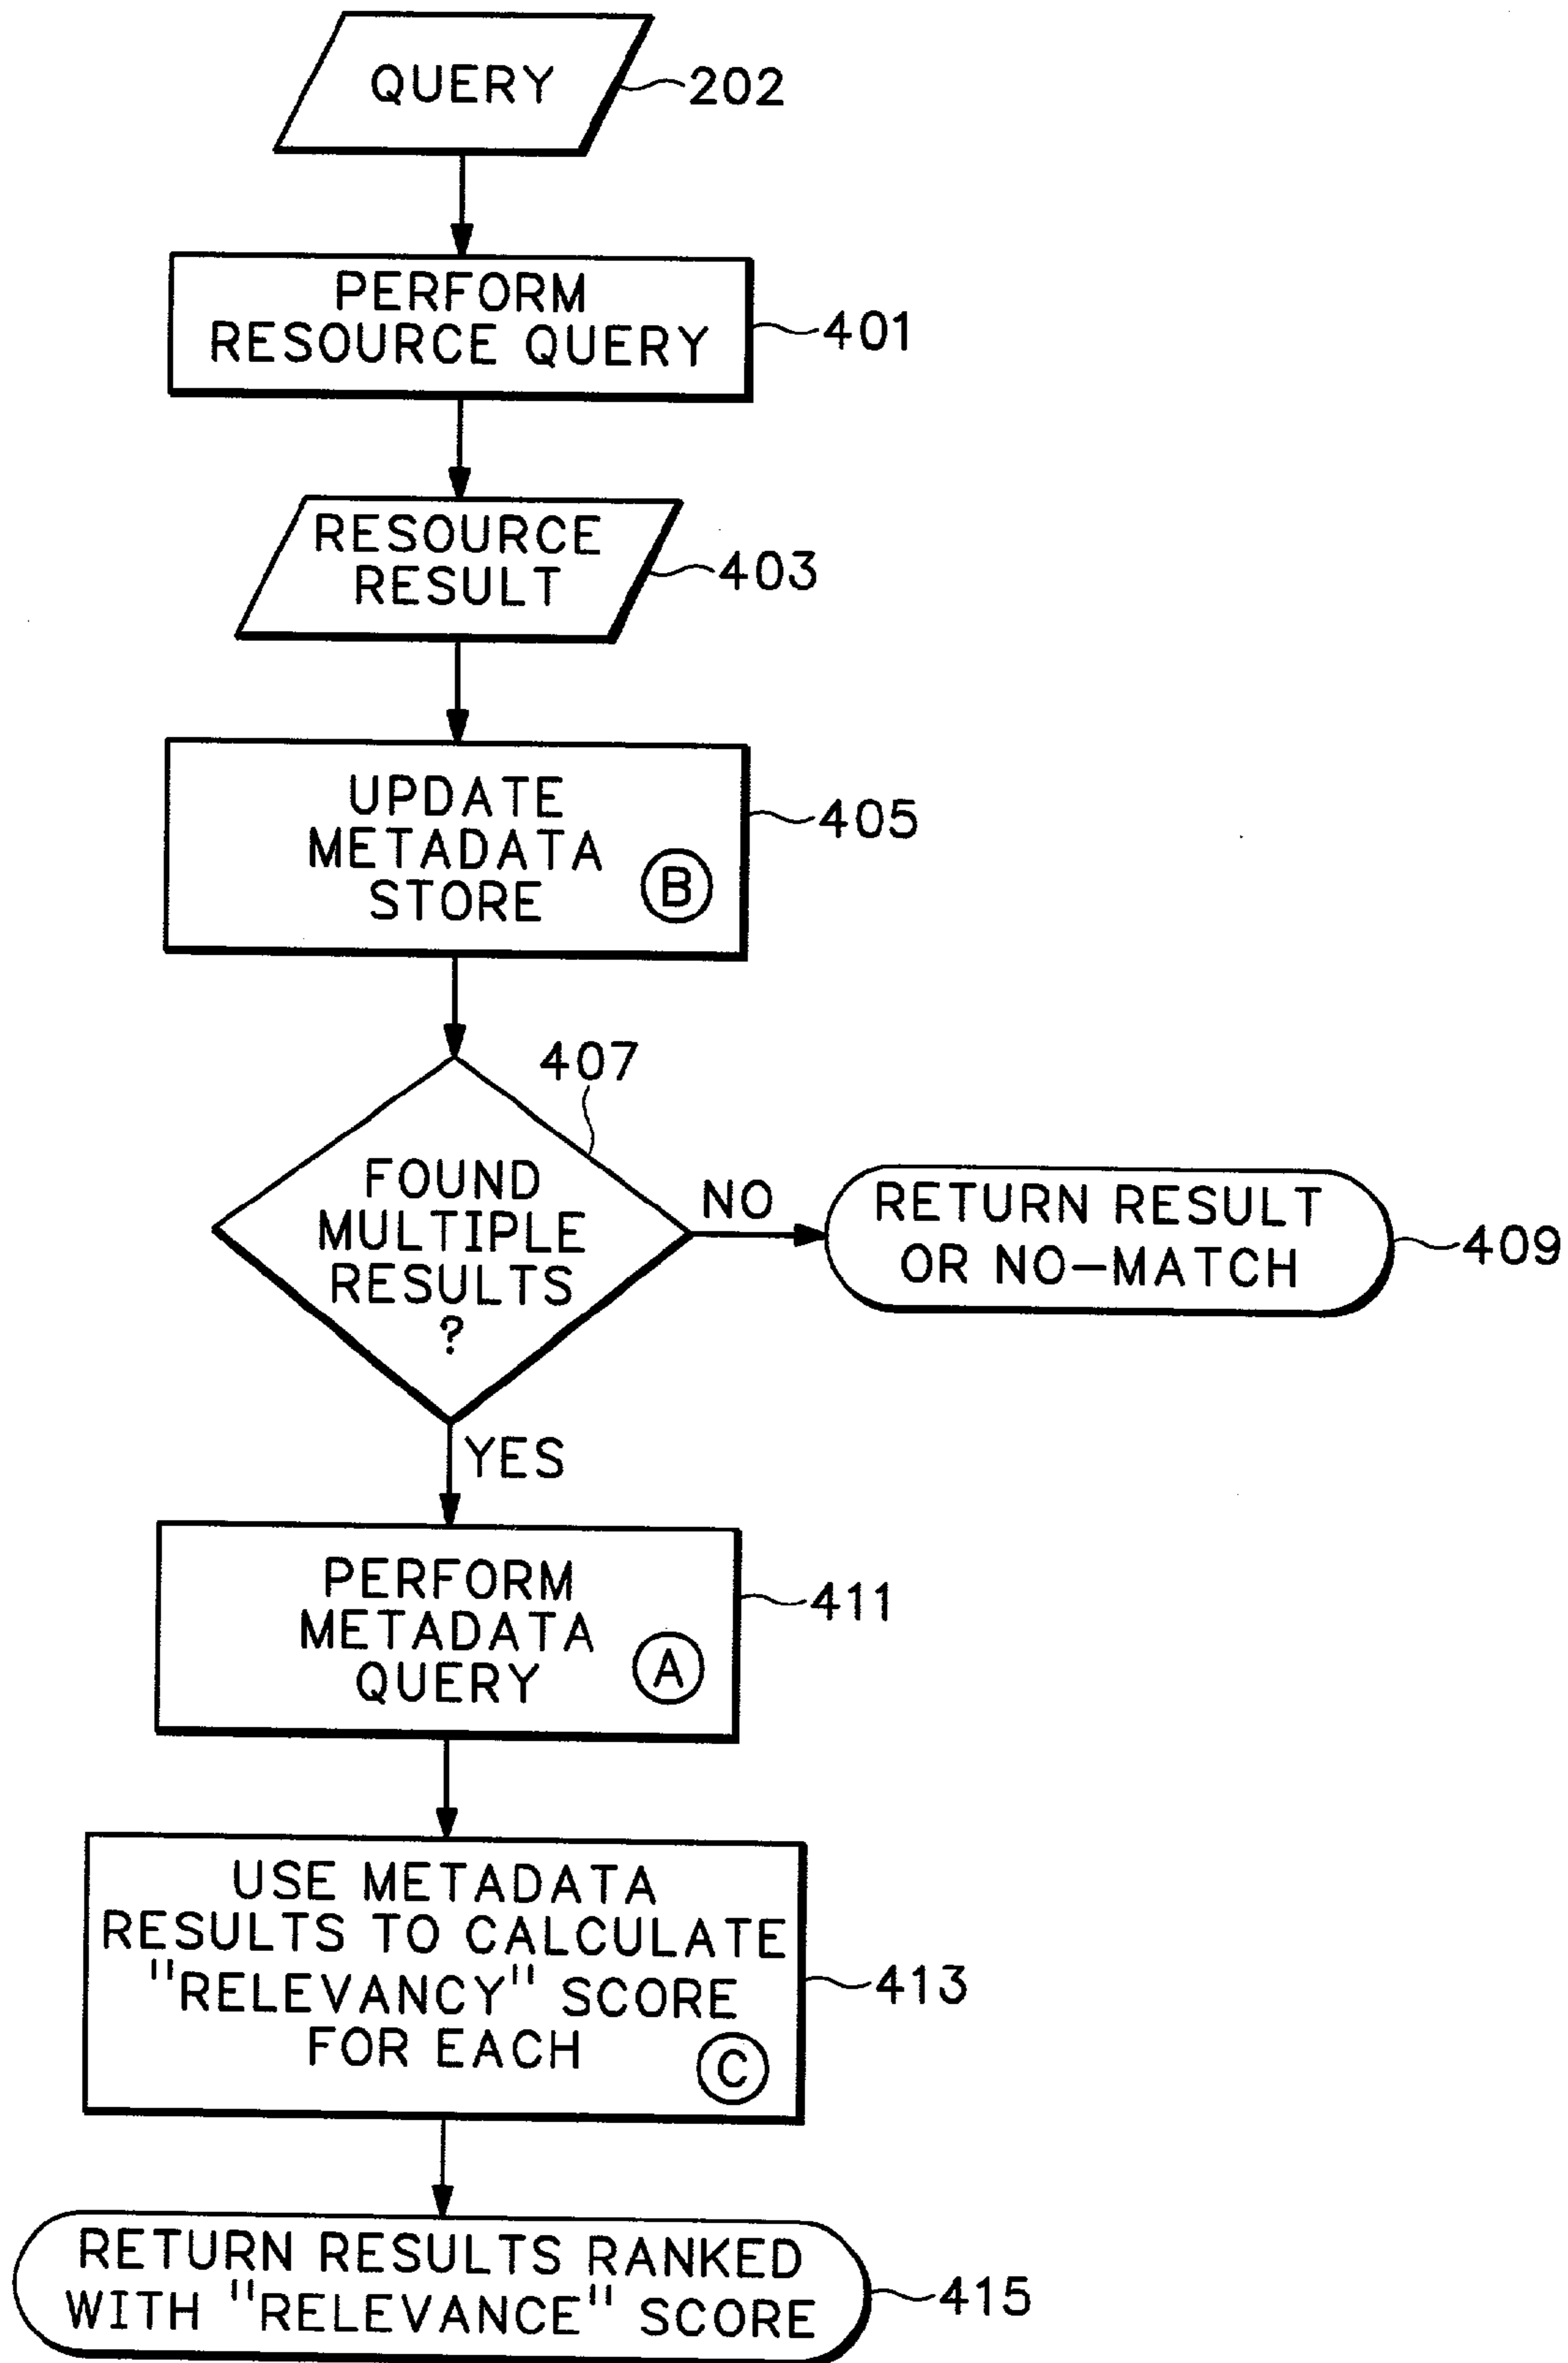 QUERY
202
PERFORM
RESOURCE QUERY
401
RESOURCE
RESULT
403
UPDATE
METADATA
STORE
B
405
407
FOUND
MULTIPLE
RESULTS
?
NO
RETURN RESULT
OR NO-MATCH
409
YES
PERFORM
METADATA
QUERY
A
411
USE METADATA
RESULTS TO CALCULATE
"RELEVANCY" SCORE
FOR EACH
C
413
RETURN RESULTS RANKED
WITH "RELEVANCE" SCORE
415